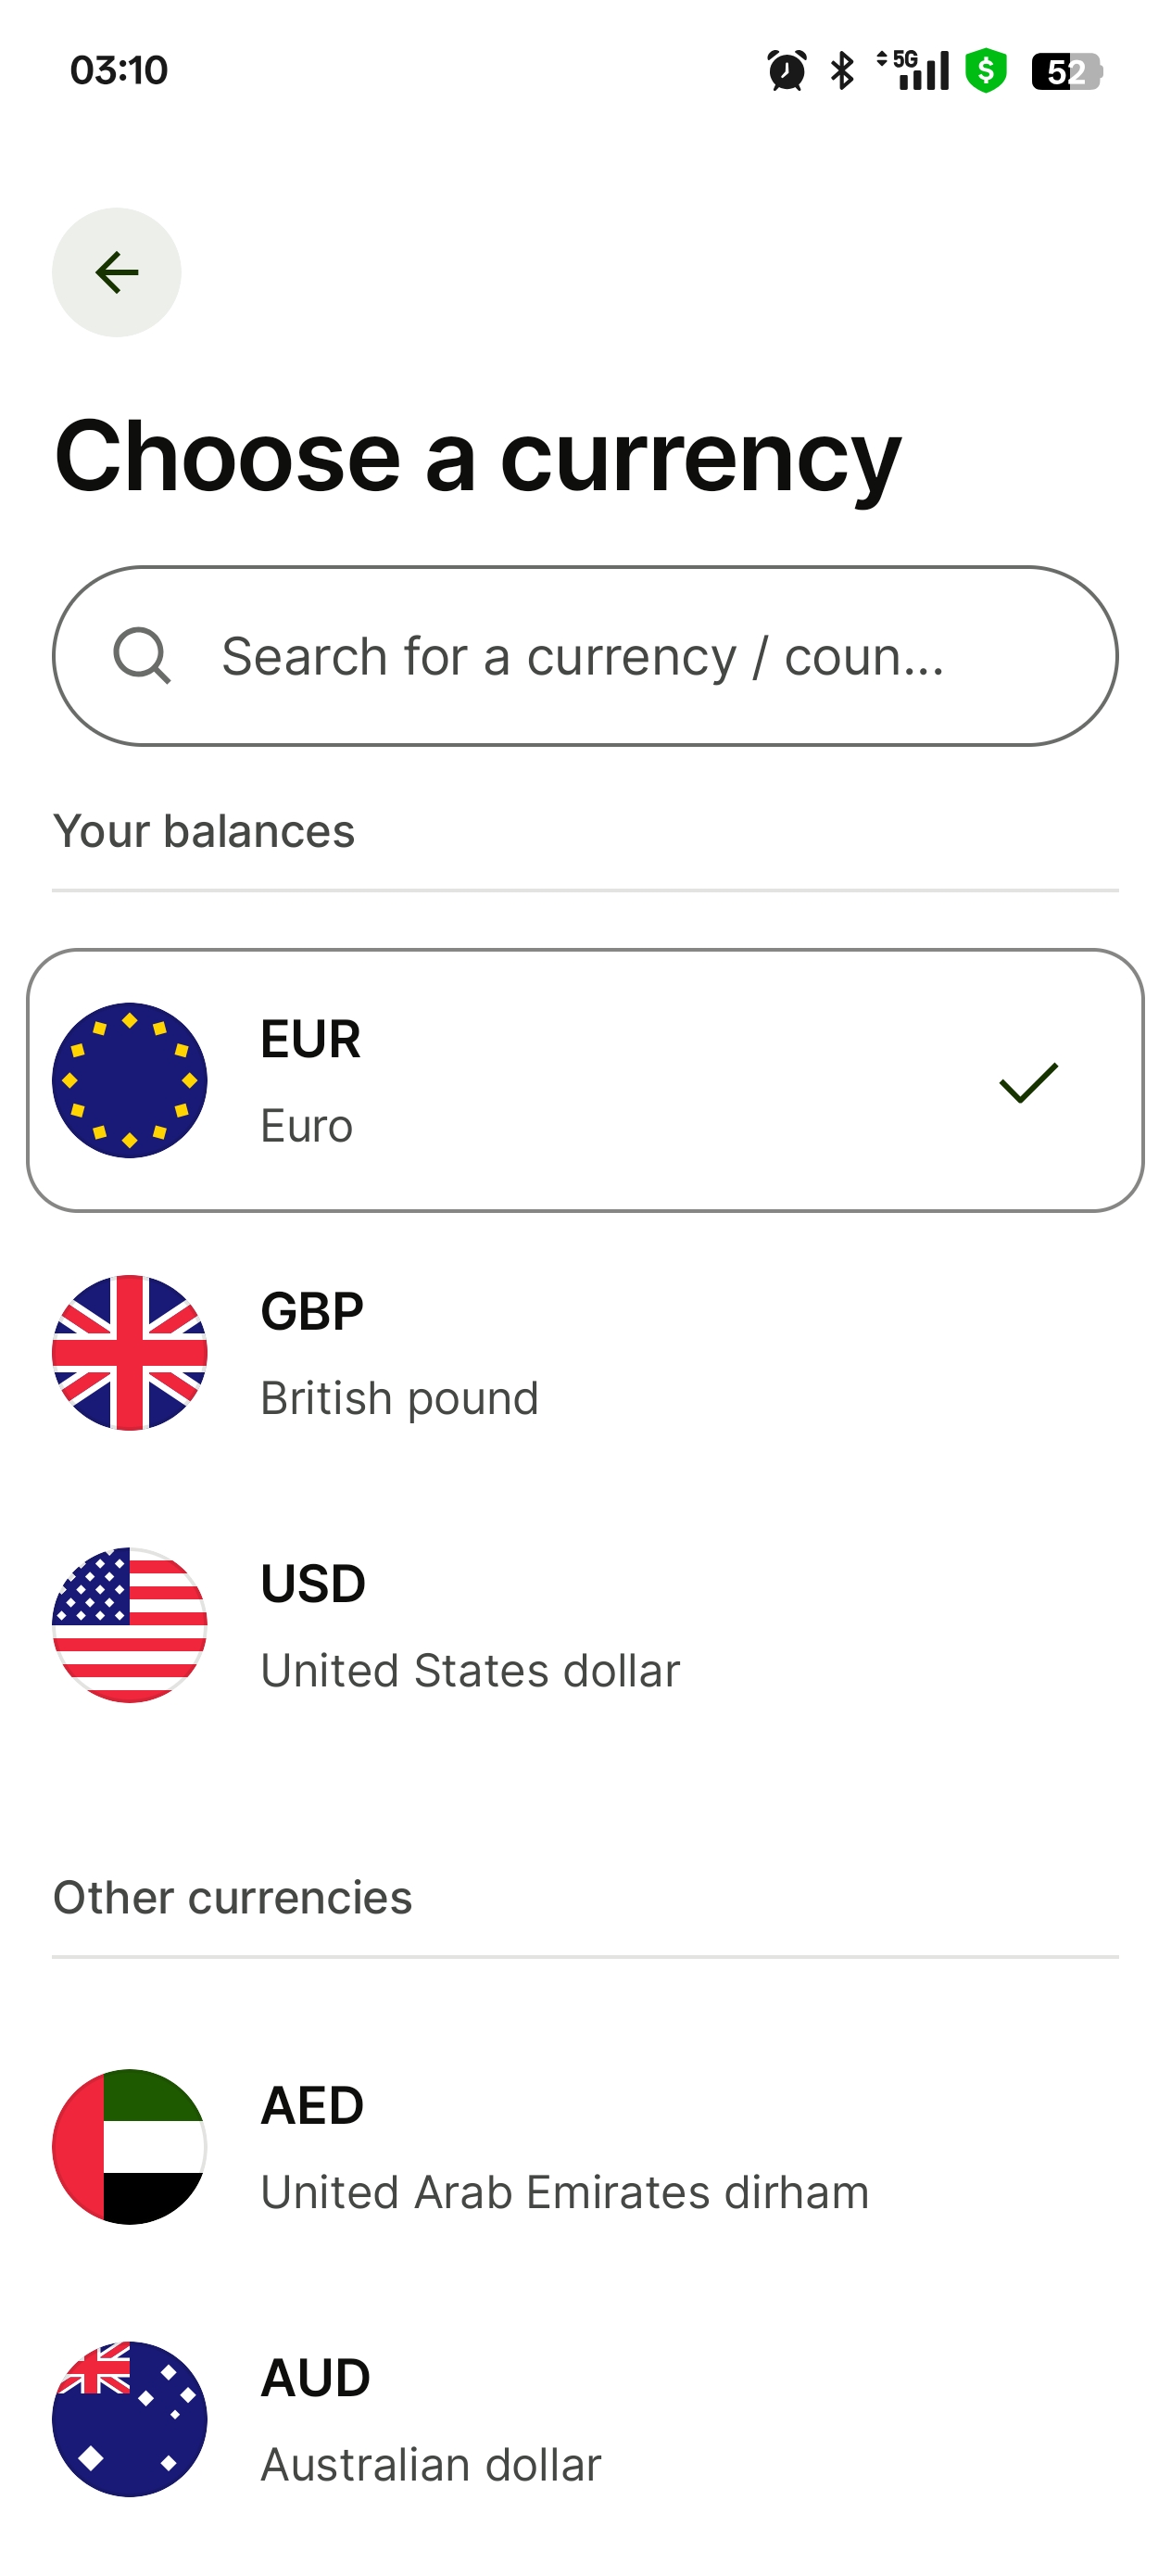 03:10
5G
$
52
Choose a currency
Search for a currency / coun...
Your balances
EUR
Euro
GBP
British pound
USD
United States dollar
Other currencies
AED
United Arab Emirates dirham
AUD
Australian dollar